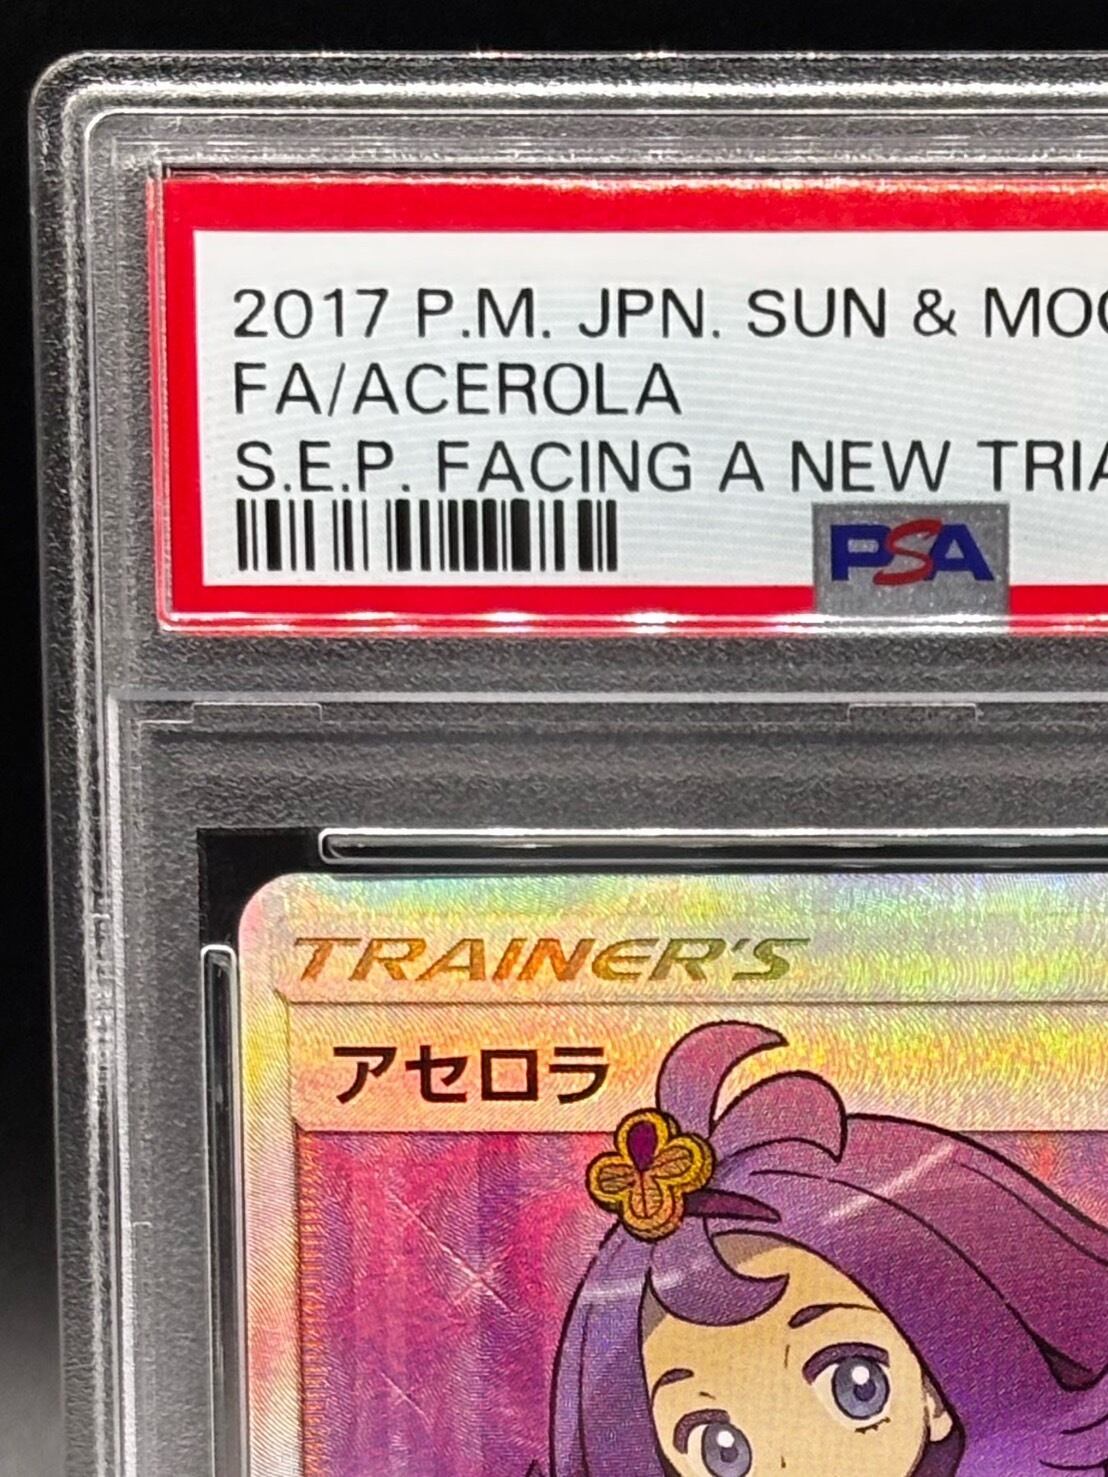 2017 P.M. JPN. SUN & MOO
FA/ACEROLA
S.E.P. FACING A NEW TRIA
PSA
TRAINER'S
アセロラ